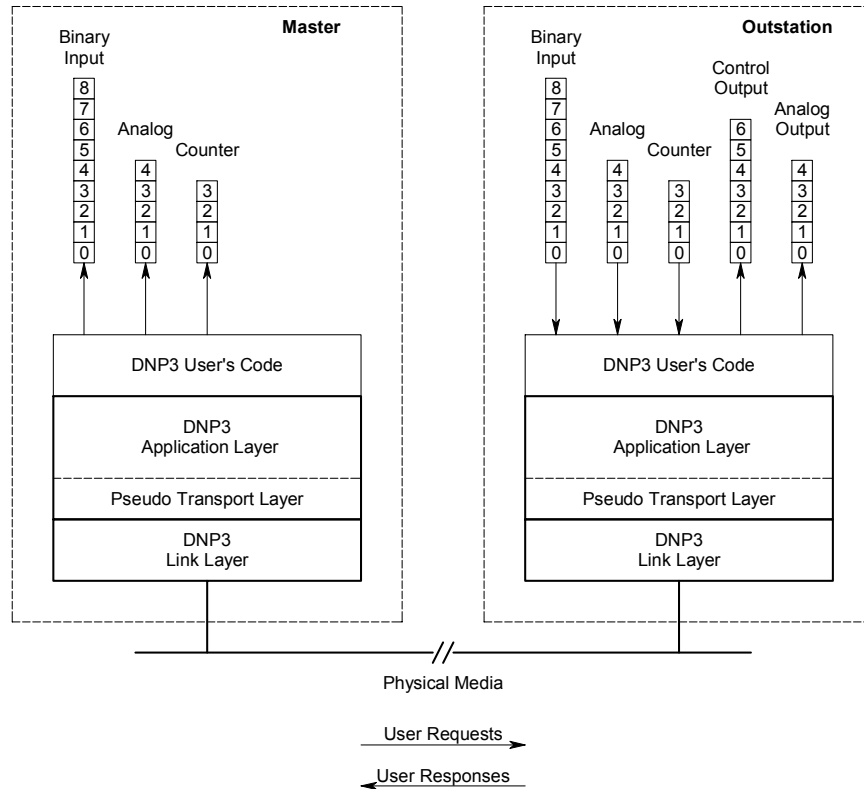 Master
Binary
Input
8
7
6
5
4
3
2
1
0
Analog
4
3
2
1
0
Counter
3
2
1
0
DNP3 User's Code
DNP3
Application Layer
Pseudo Transport Layer
DNP3
Link Layer
Outstation
Binary
Input
8
7
6
5
4
3
2
1
0
Analog
4
3
2
1
0
Counter
3
2
1
0
Control
Output
6
5
4
3
2
1
0
Analog
Output
4
3
2
1
0
DNP3 User's Code
DNP3
Application Layer
Pseudo Transport Layer
DNP3
Link Layer
Physical Media
User Requests
User Responses